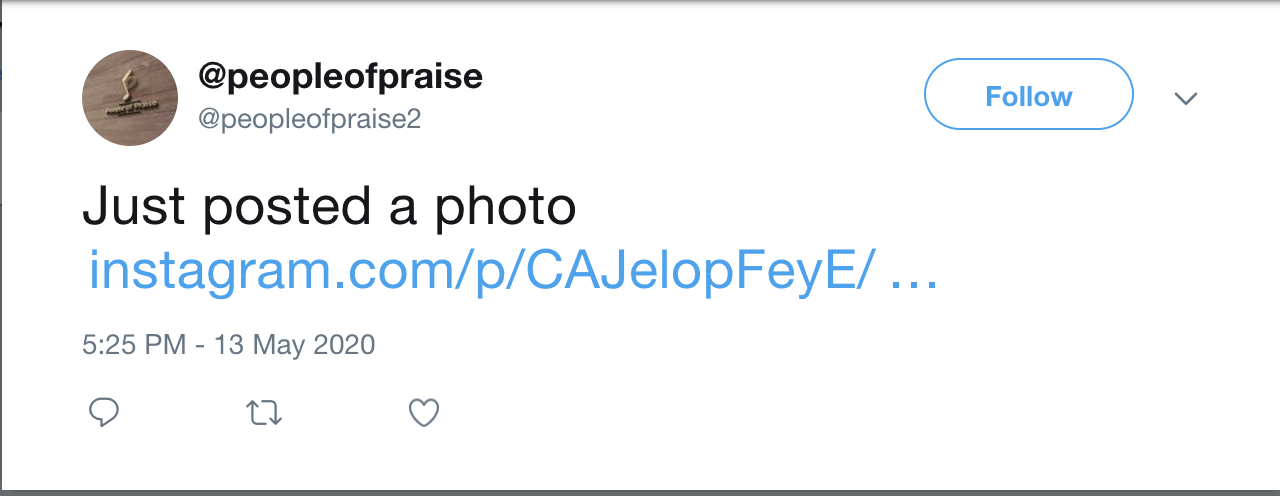 @peopleofpraise
@peopleofpraise2
Follow
Just posted a photo
instagram.com/p/CAJelopFeyE/ …
5:25 PM - 13 May 2020